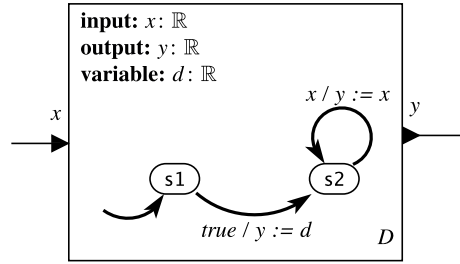 input: x: ℝ
output: y: ℝ
variable: d: ℝ
x / y := x
x
y
s1
s2
true / y := d
D